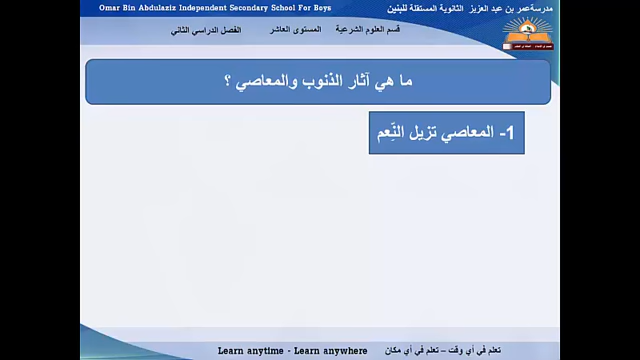 Omar Bin Abdulaziz Independent Secondary School For Boys
مدرسة عمر بن عبد العزيز الثانوية المستقلة للبنين
قسم العلوم الشرعية المستوى العاشر الفصل الدراسي الثاني
ما هي آثار الذنوب والمعاصي ؟
1- المعاصي تزيل النِّعم
Learn anytime - Learn anywhere
تعلم في أي وقت – تعلم في أي مكان